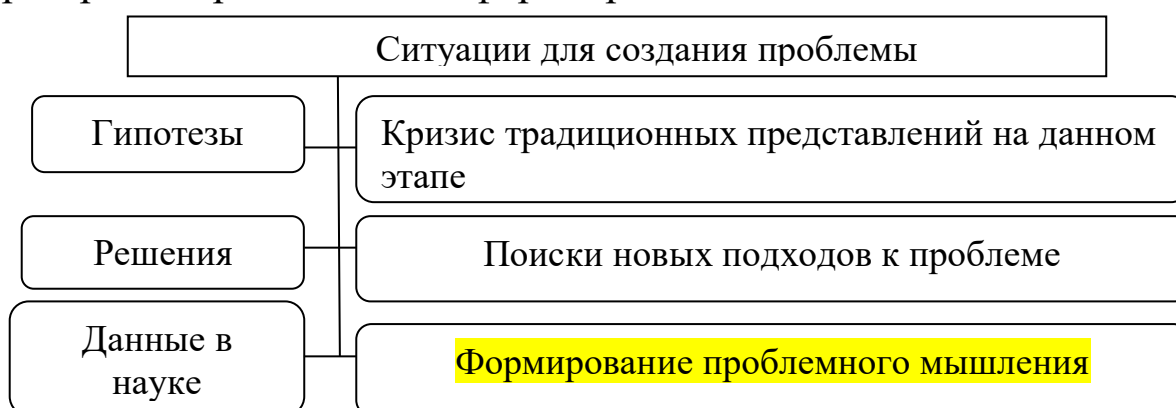 Ситуации для создания проблемы
Гипотезы
Кризис традиционных представлений на данном
этапе
Решения
Поиски новых подходов к проблеме
Данные в
науке
Формирование проблемного мышления